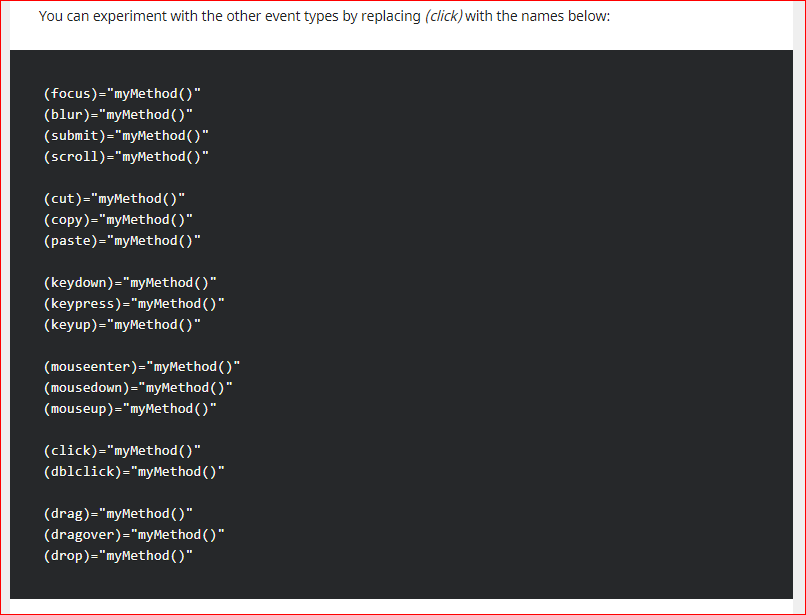 You can experiment with the other event types by replacing (click) with the names below:
(focus)="myMethod()"
(blur)="myMethod()"
(submit)="myMethod()"
(scroll)="myMethod()"
(cut)="myMethod()"
(copy)="myMethod()"
(paste)="myMethod()"
(keydown)="myMethod()"
(keypress)="myMethod()"
(keyup)="myMethod()"
(mouseenter)="myMethod()"
(mousedown)="myMethod()"
(mouseup)="myMethod()"
(click)="myMethod()"
(dblclick)="myMethod()"
(drag)="myMethod()"
(dragover)="myMethod()"
(drop)="myMethod()"